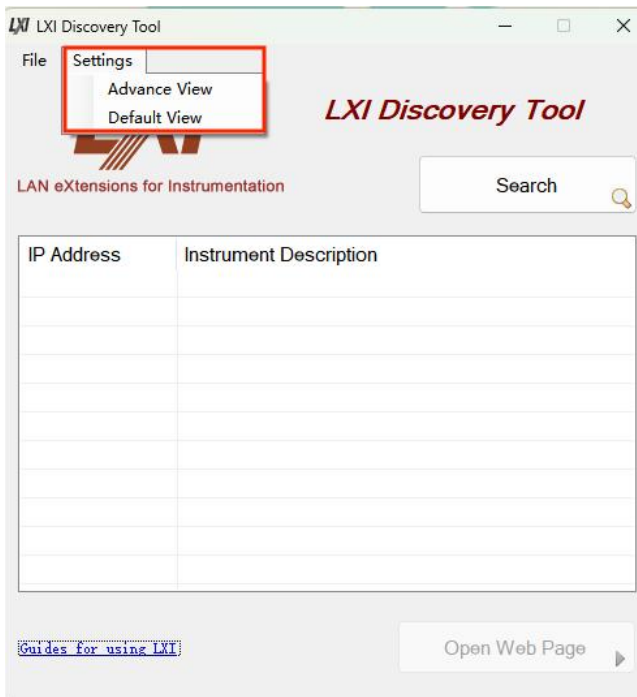 LXI LXI Discovery Tool
File Settings
Advance View
Default View
LXI Discovery Tool
LAN eXtensions for Instrumentation
Search
IP Address Instrument Description
Guides for using LXI
Open Web Page